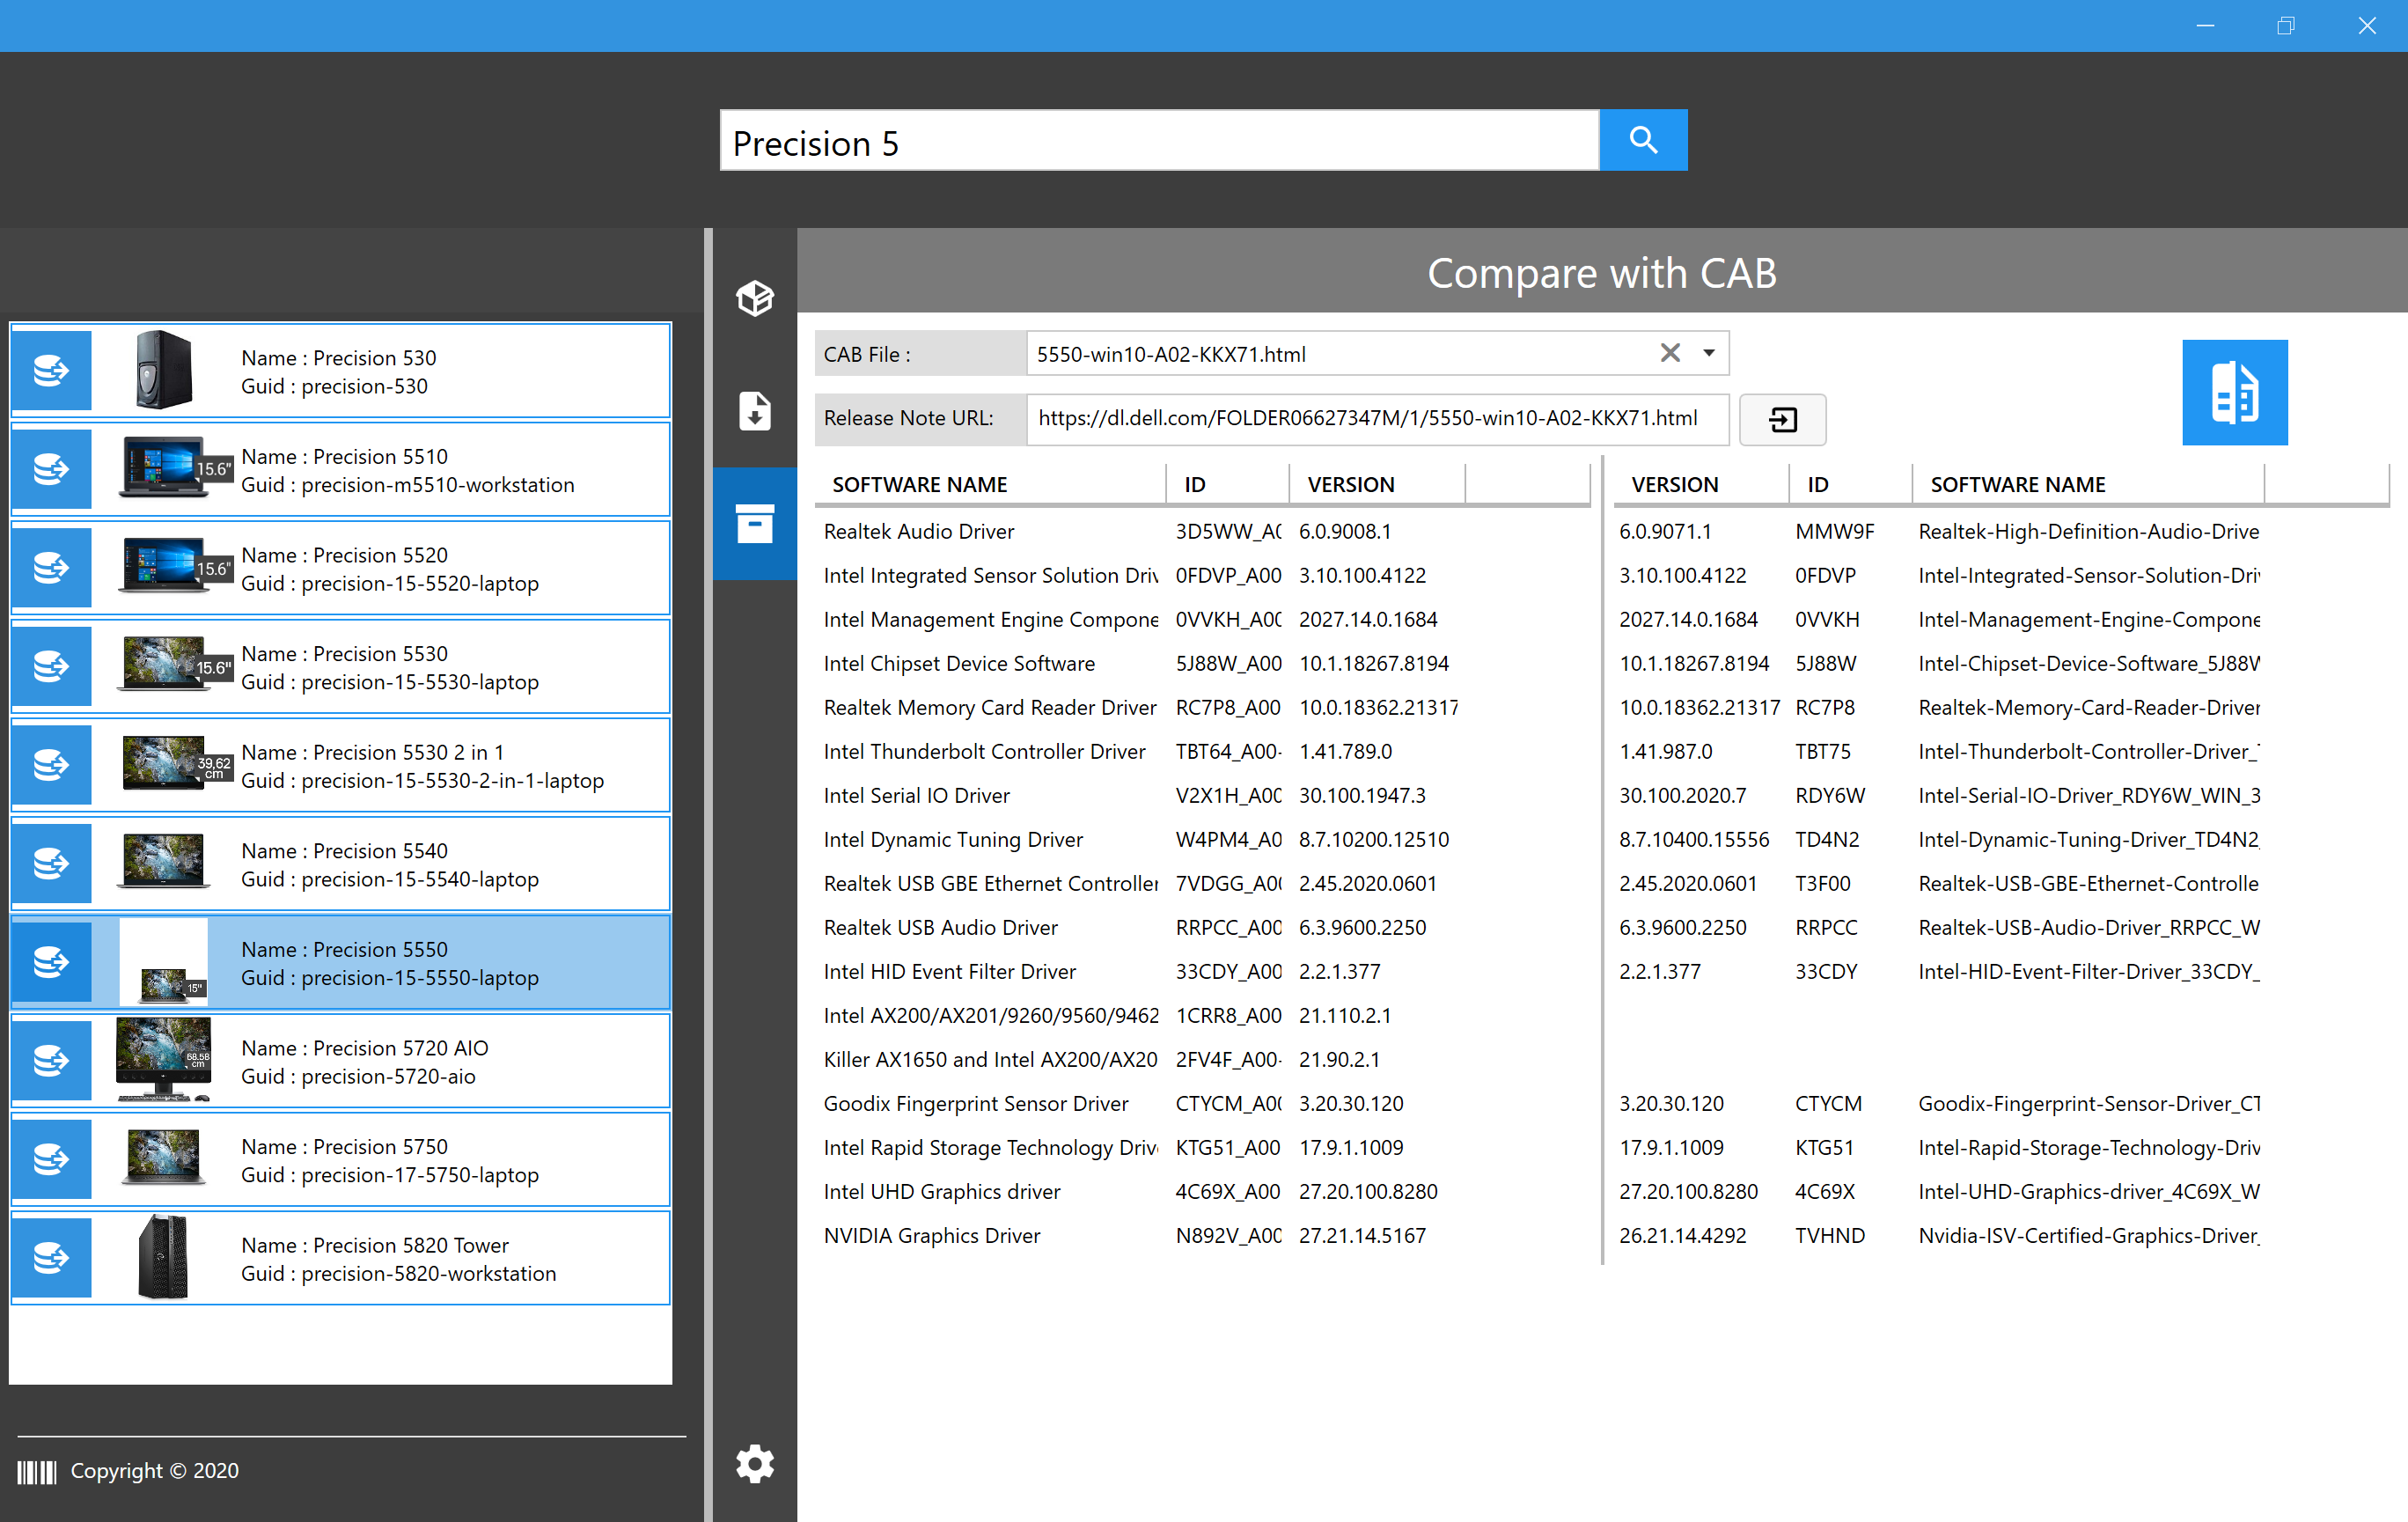 Precision 5
Compare with CAB
Name : Precision 530
Guid : precision-530
15.6"
Name : Precision 5510
Guid : precision-m5510-workstation
15.6"
Name : Precision 5520
Guid : precision-15-5520-laptop
15.6"
Name : Precision 5530
Guid : precision-15-5530-laptop
39,62 cm
Name : Precision 5530 2 in 1
Guid : precision-15-5530-2-in-1-laptop
Name : Precision 5540
Guid : precision-15-5540-laptop
15"
Name : Precision 5550
Guid : precision-15-5550-laptop
68.58 cm
Name : Precision 5720 AIO
Guid : precision-5720-aio
Name : Precision 5750
Guid : precision-17-5750-laptop
Name : Precision 5820 Tower
Guid : precision-5820-workstation
Copyright © 2020
CAB File : 5550-win10-A02-KKX71.html
Release Note URL: https://dl.dell.com/FOLDER06627347M/1/5550-win10-A02-KKX71.html
SOFTWARE NAME ID VERSION VERSION ID SOFTWARE NAME
Realtek Audio Driver 3D5WW_A0 6.0.9008.1 6.0.9071.1 MMW9F Realtek-High-Definition-Audio-Drive
Intel Integrated Sensor Solution Driv 0FDVP_A00 3.10.100.4122 3.10.100.4122 0FDVP Intel-Integrated-Sensor-Solution-Driv
Intel Management Engine Compone 0VVKH_A00 2027.14.0.1684 2027.14.0.1684 0VVKH Intel-Management-Engine-Compone
Intel Chipset Device Software 5J88W_A00 10.1.18267.8194 10.1.18267.8194 5J88W Intel-Chipset-Device-Software_5J88W
Realtek Memory Card Reader Driver RC7P8_A00 10.0.18362.21317 10.0.18362.21317 RC7P8 Realtek-Memory-Card-Reader-Driver
Intel Thunderbolt Controller Driver TBT64_A00- 1.41.789.0 1.41.987.0 TBT75 Intel-Thunderbolt-Controller-Driver_
Intel Serial IO Driver V2X1H_A00 30.100.1947.3 30.100.2020.7 RDY6W Intel-Serial-IO-Driver_RDY6W_WIN_3
Intel Dynamic Tuning Driver W4PM4_A0 8.7.10200.12510 8.7.10400.15556 TD4N2 Intel-Dynamic-Tuning-Driver_TD4N2_
Realtek USB GBE Ethernet Controller 7VDGG_A00 2.45.2020.0601 2.45.2020.0601 T3F00 Realtek-USB-GBE-Ethernet-Controlle
Realtek USB Audio Driver RRPCC_A00 6.3.9600.2250 6.3.9600.2250 RRPCC Realtek-USB-Audio-Driver_RRPCC_W
Intel HID Event Filter Driver 33CDY_A00 2.2.1.377 2.2.1.377 33CDY Intel-HID-Event-Filter-Driver_33CDY_
Intel AX200/AX201/9260/9560/9462 1CRR8_A00 21.110.2.1
Killer AX1650 and Intel AX200/AX20 2FV4F_A00- 21.90.2.1
Goodix Fingerprint Sensor Driver CTYCM_A00 3.20.30.120 3.20.30.120 CTYCM Goodix-Fingerprint-Sensor-Driver_CT
Intel Rapid Storage Technology Drive KTG51_A00 17.9.1.1009 17.9.1.1009 KTG51 Intel-Rapid-Storage-Technology-Driv
Intel UHD Graphics driver 4C69X_A00 27.20.100.8280 27.20.100.8280 4C69X Intel-UHD-Graphics-driver_4C69X_W
NVIDIA Graphics Driver N892V_A00 27.21.14.5167 26.21.14.4292 TVHND Nvidia-ISV-Certified-Graphics-Driver_